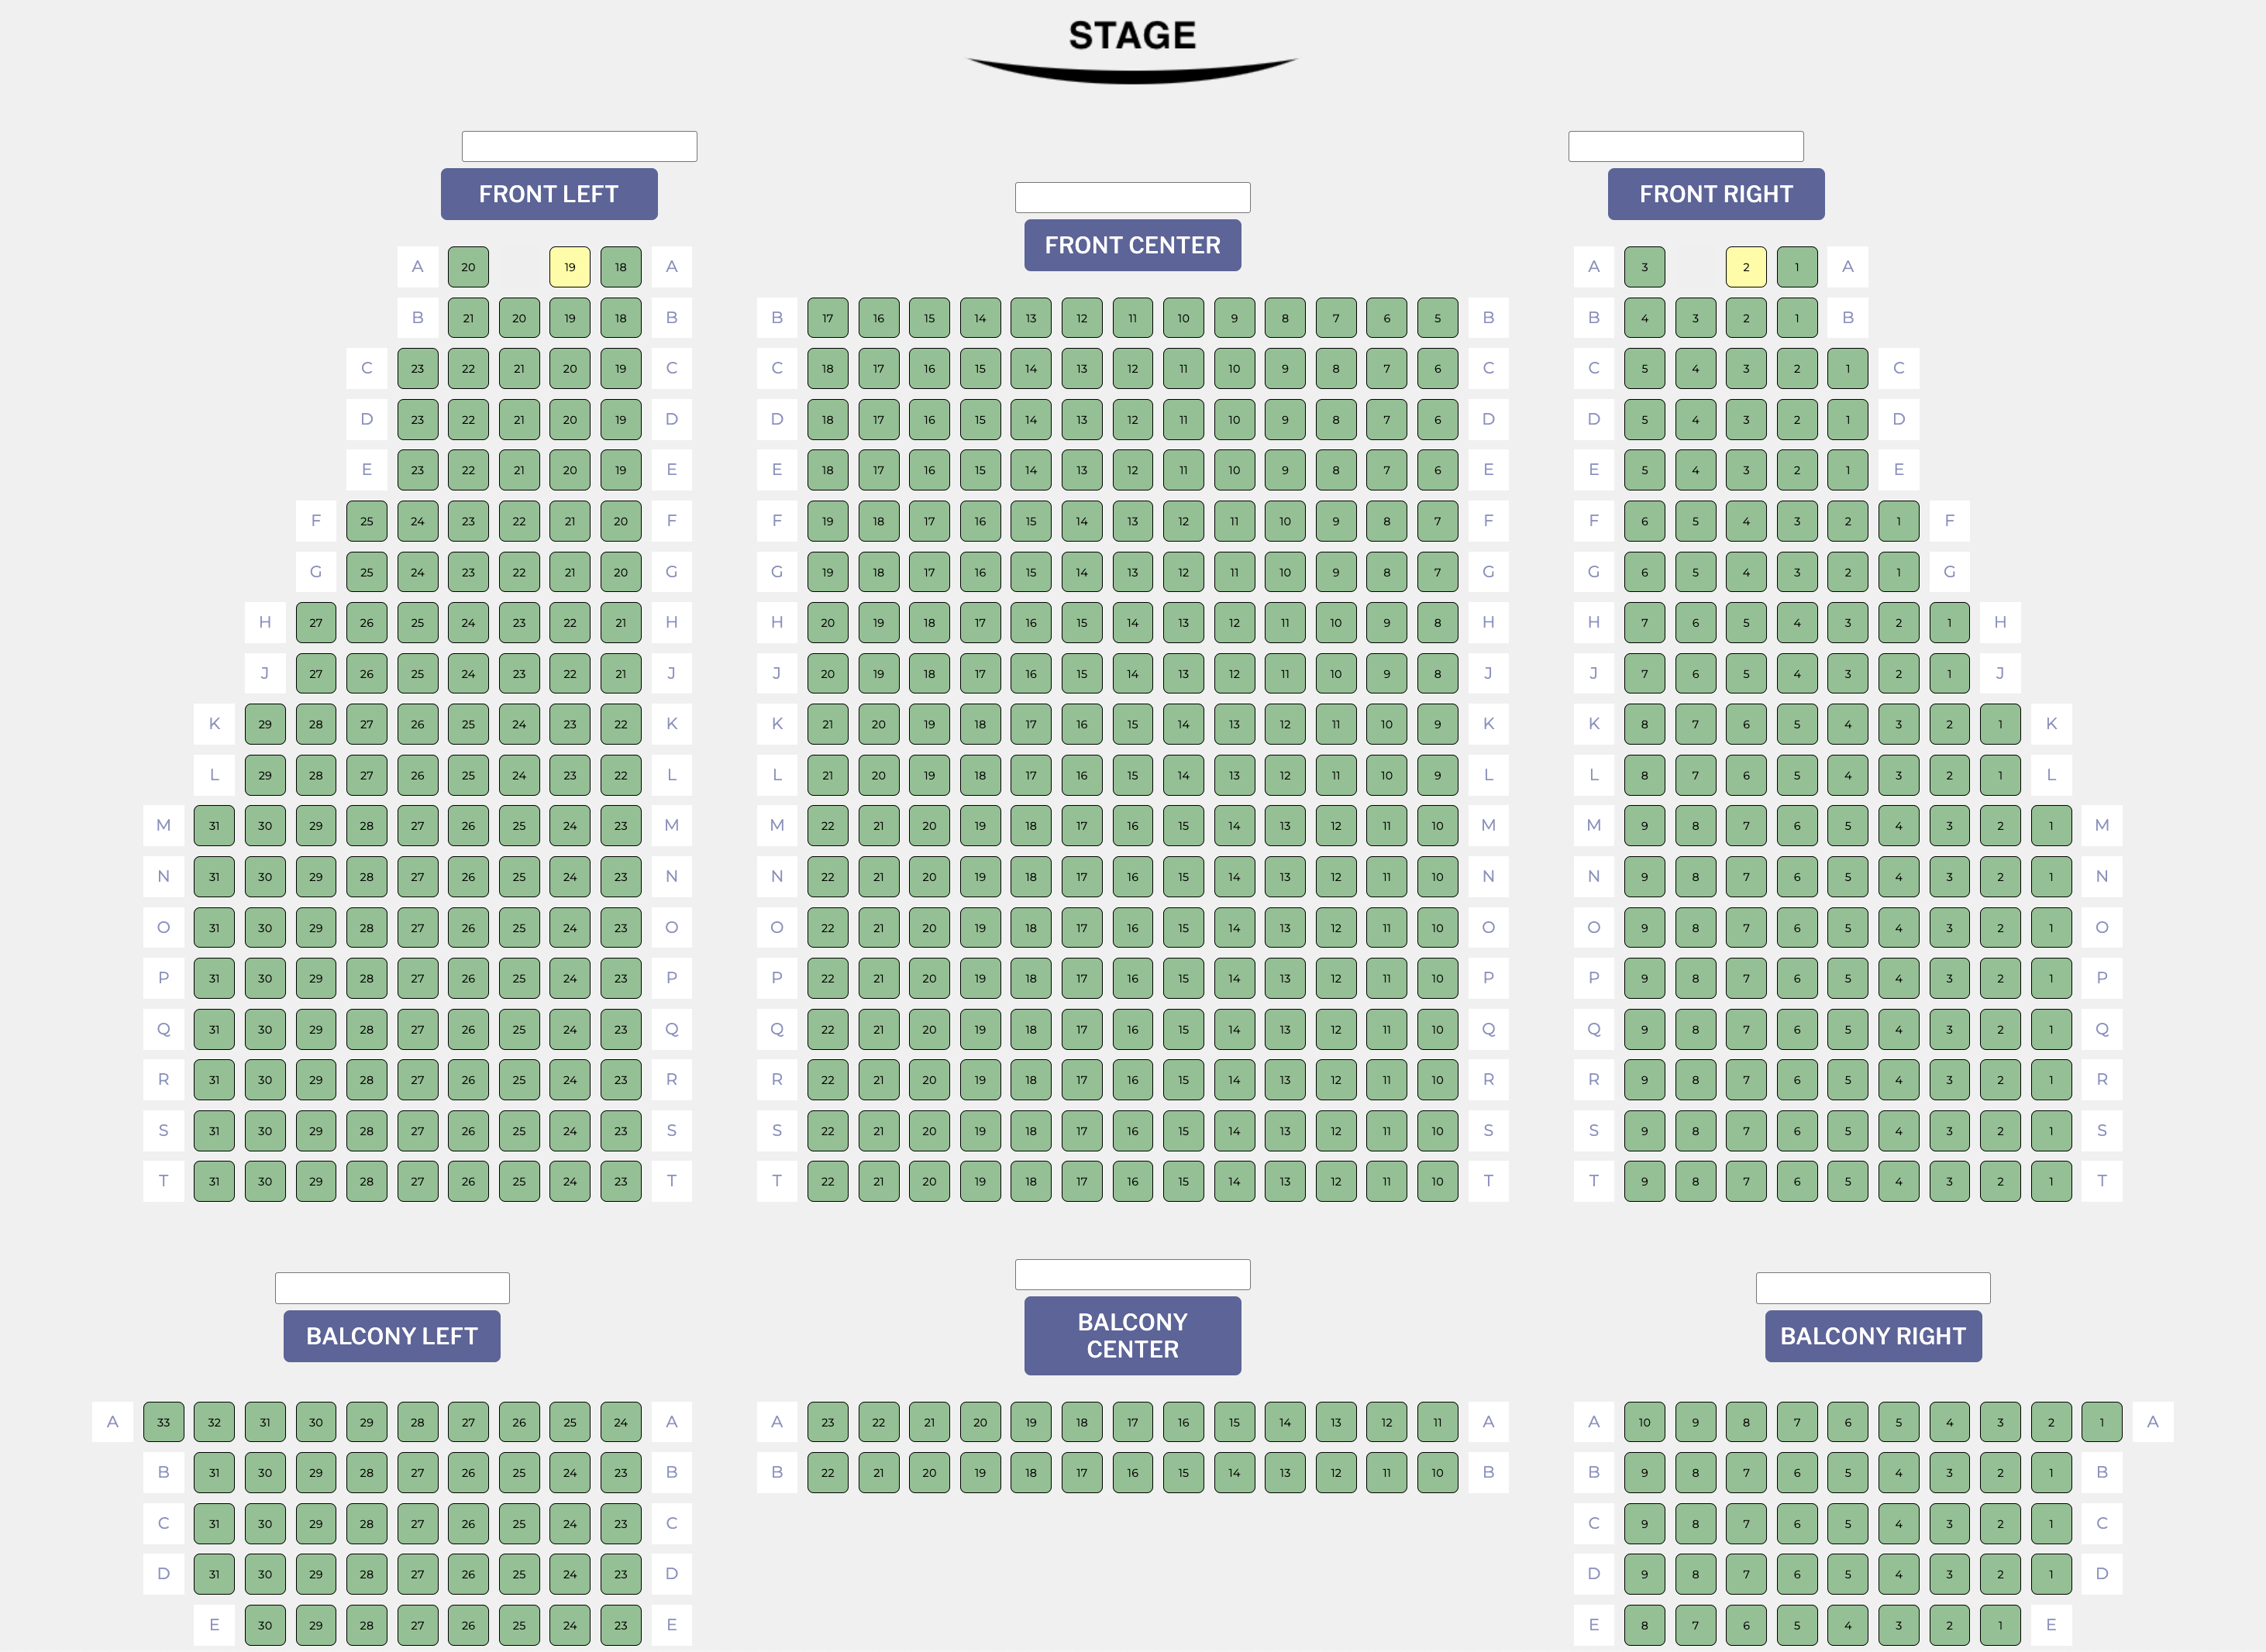 STAGE
FRONT LEFT
FRONT CENTER
FRONT RIGHT
A 20 19 18 A A 3 2 1 A
B 21 20 19 18 B B 17 16 15 14 13 12 11 10 9 8 7 6 5 B B 4 3 2 1 B
C 23 22 21 20 19 C C 18 17 16 15 14 13 12 11 10 9 8 7 6 C C 5 4 3 2 1 C
D 23 22 21 20 19 D D 18 17 16 15 14 13 12 11 10 9 8 7 6 D D 5 4 3 2 1 D
E 23 22 21 20 19 E E 18 17 16 15 14 13 12 11 10 9 8 7 6 E E 5 4 3 2 1 E
F 25 24 23 22 21 20 F F 19 18 17 16 15 14 13 12 11 10 9 8 7 F F 6 5 4 3 2 1 F
G 25 24 23 22 21 20 G G 19 18 17 16 15 14 13 12 11 10 9 8 7 G G 6 5 4 3 2 1 G
H 27 26 25 24 23 22 21 H H 20 19 18 17 16 15 14 13 12 11 10 9 8 H H 7 6 5 4 3 2 1 H
J 27 26 25 24 23 22 21 J J 20 19 18 17 16 15 14 13 12 11 10 9 8 J J 7 6 5 4 3 2 1 J
K 29 28 27 26 25 24 23 22 K K 21 20 19 18 17 16 15 14 13 12 11 10 9 K K 8 7 6 5 4 3 2 1 K
L 29 28 27 26 25 24 23 22 L L 21 20 19 18 17 16 15 14 13 12 11 10 9 L L 8 7 6 5 4 3 2 1 L
M 31 30 29 28 27 26 25 24 23 M M 22 21 20 19 18 17 16 15 14 13 12 11 10 M M 9 8 7 6 5 4 3 2 1 M
N 31 30 29 28 27 26 25 24 23 N N 22 21 20 19 18 17 16 15 14 13 12 11 10 N N 9 8 7 6 5 4 3 2 1 N
O 31 30 29 28 27 26 25 24 23 O O 22 21 20 19 18 17 16 15 14 13 12 11 10 O O 9 8 7 6 5 4 3 2 1 O
P 31 30 29 28 27 26 25 24 23 P P 22 21 20 19 18 17 16 15 14 13 12 11 10 P P 9 8 7 6 5 4 3 2 1 P
Q 31 30 29 28 27 26 25 24 23 Q Q 22 21 20 19 18 17 16 15 14 13 12 11 10 Q Q 9 8 7 6 5 4 3 2 1 Q
R 31 30 29 28 27 26 25 24 23 R R 22 21 20 19 18 17 16 15 14 13 12 11 10 R R 9 8 7 6 5 4 3 2 1 R
S 31 30 29 28 27 26 25 24 23 S S 22 21 20 19 18 17 16 15 14 13 12 11 10 S S 9 8 7 6 5 4 3 2 1 S
T 31 30 29 28 27 26 25 24 23 T T 22 21 20 19 18 17 16 15 14 13 12 11 10 T T 9 8 7 6 5 4 3 2 1 T
BALCONY LEFT
BALCONY
CENTER
BALCONY RIGHT
A 33 32 31 30 29 28 27 26 25 24 A A 23 22 21 20 19 18 17 16 15 14 13 12 11 A A 10 9 8 7 6 5 4 3 2 1 A
B 31 30 29 28 27 26 25 24 23 B B 22 21 20 19 18 17 16 15 14 13 12 11 10 B B 9 8 7 6 5 4 3 2 1 B
C 31 30 29 28 27 26 25 24 23 C C 9 8 7 6 5 4 3 2 1 C
D 31 30 29 28 27 26 25 24 23 D D 9 8 7 6 5 4 3 2 1 D
E 30 29 28 27 26 25 24 23 E E 8 7 6 5 4 3 2 1 E